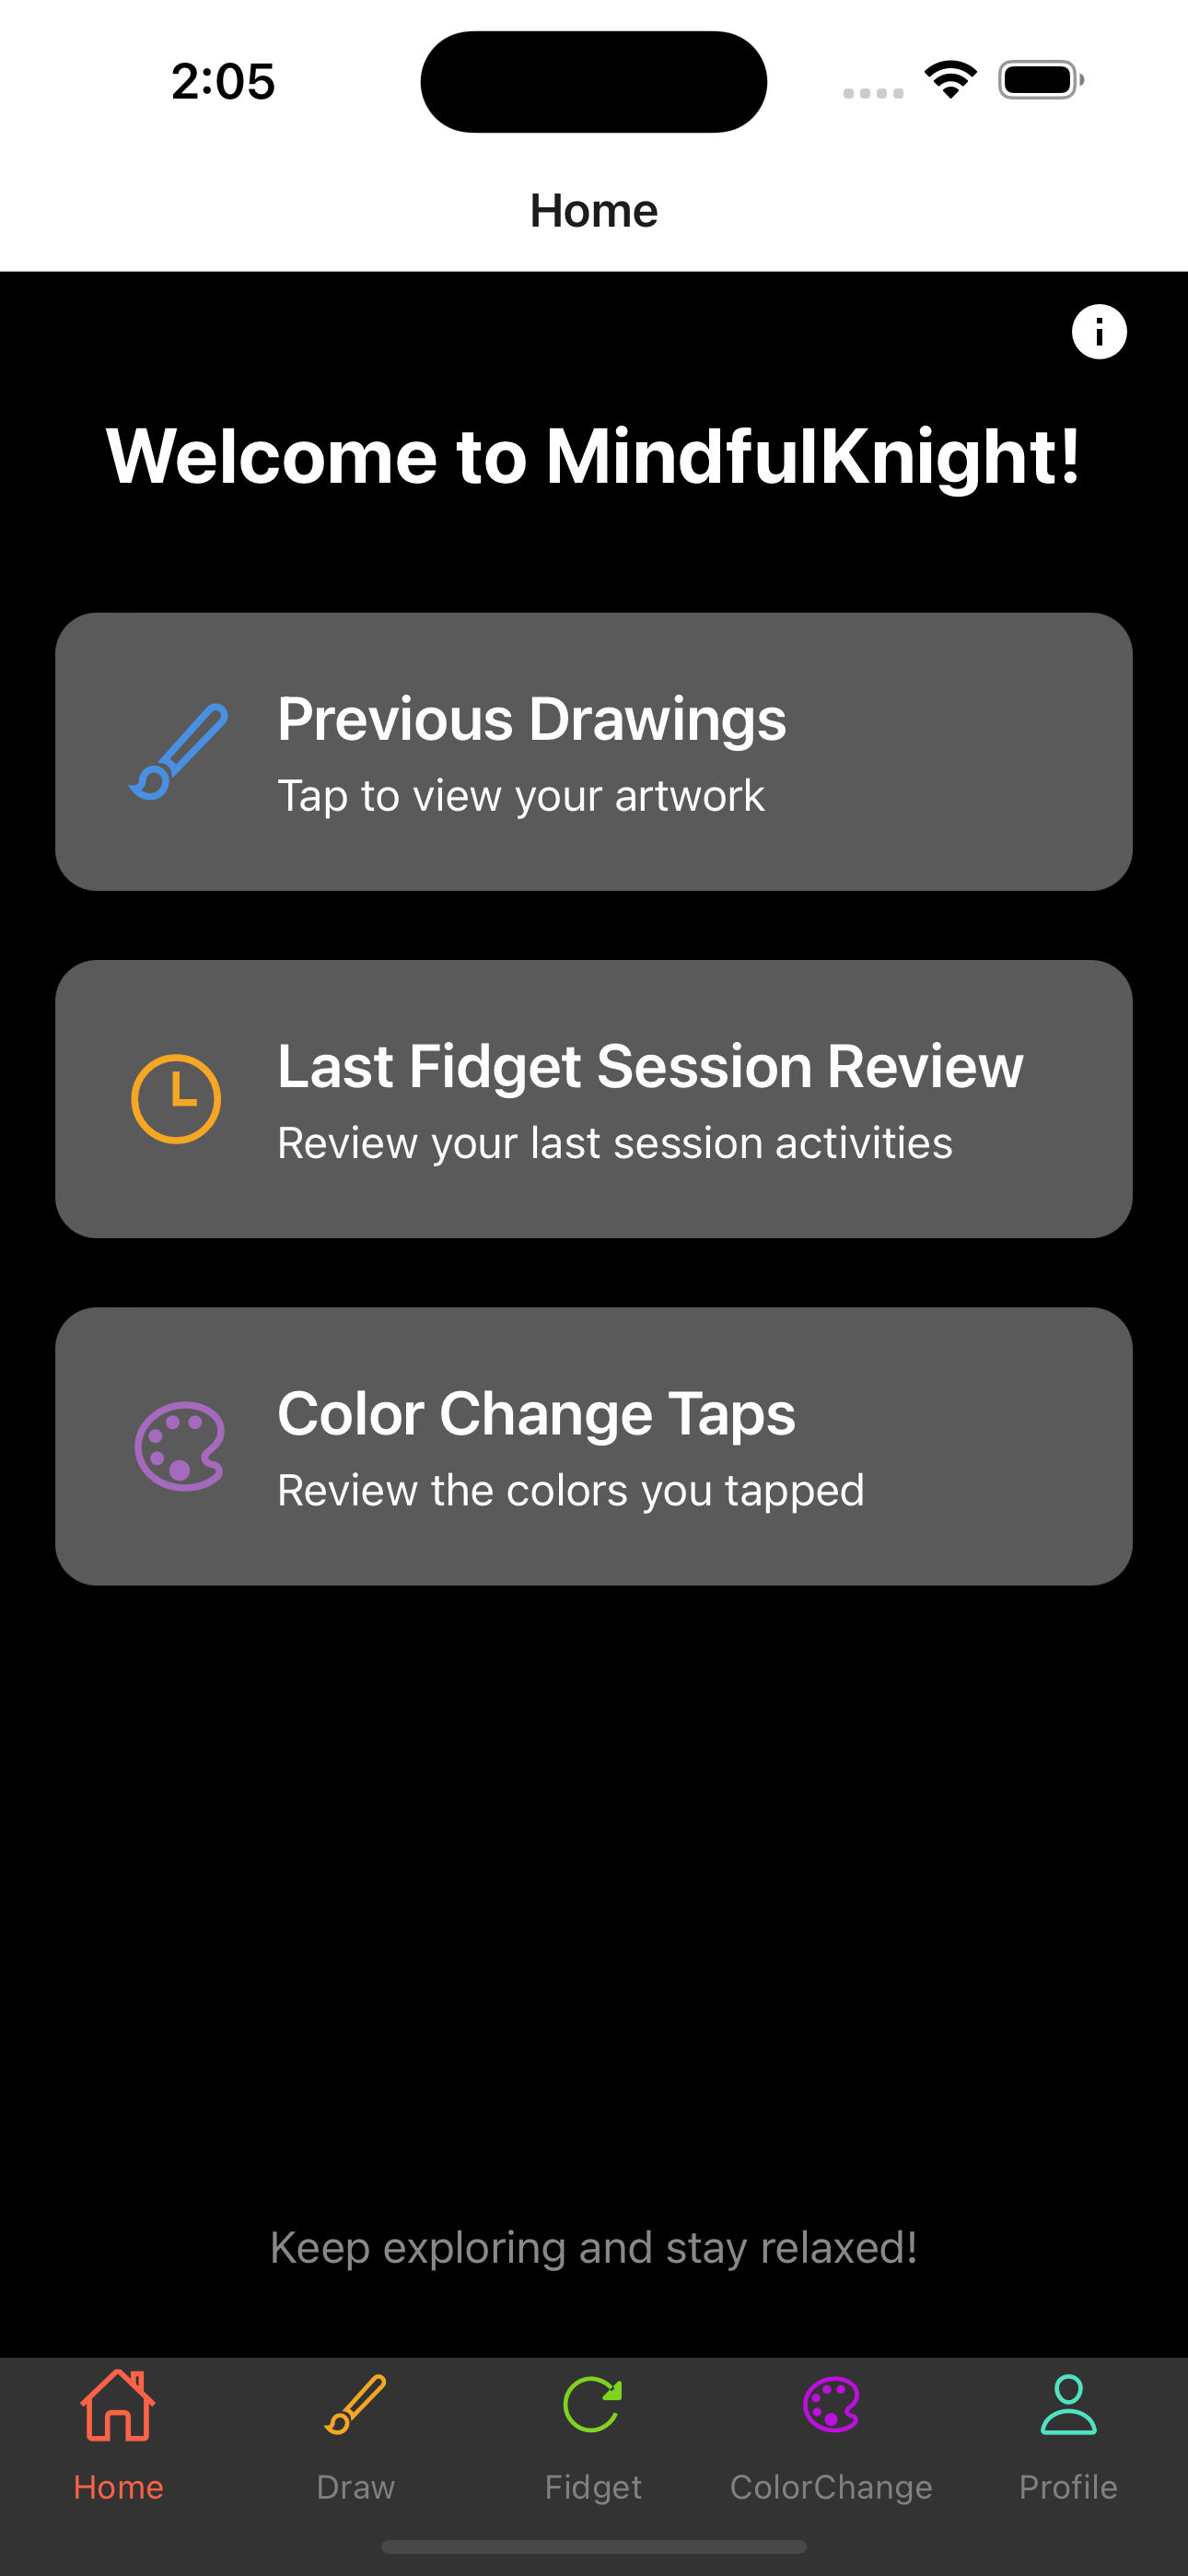 2:05
Home
Welcome to MindfulKnight!
Previous Drawings
Tap to view your artwork
Last Fidget Session Review
Review your last session activities
Color Change Taps
Review the colors you tapped
Keep exploring and stay relaxed!
Home Draw Fidget ColorChange Profile